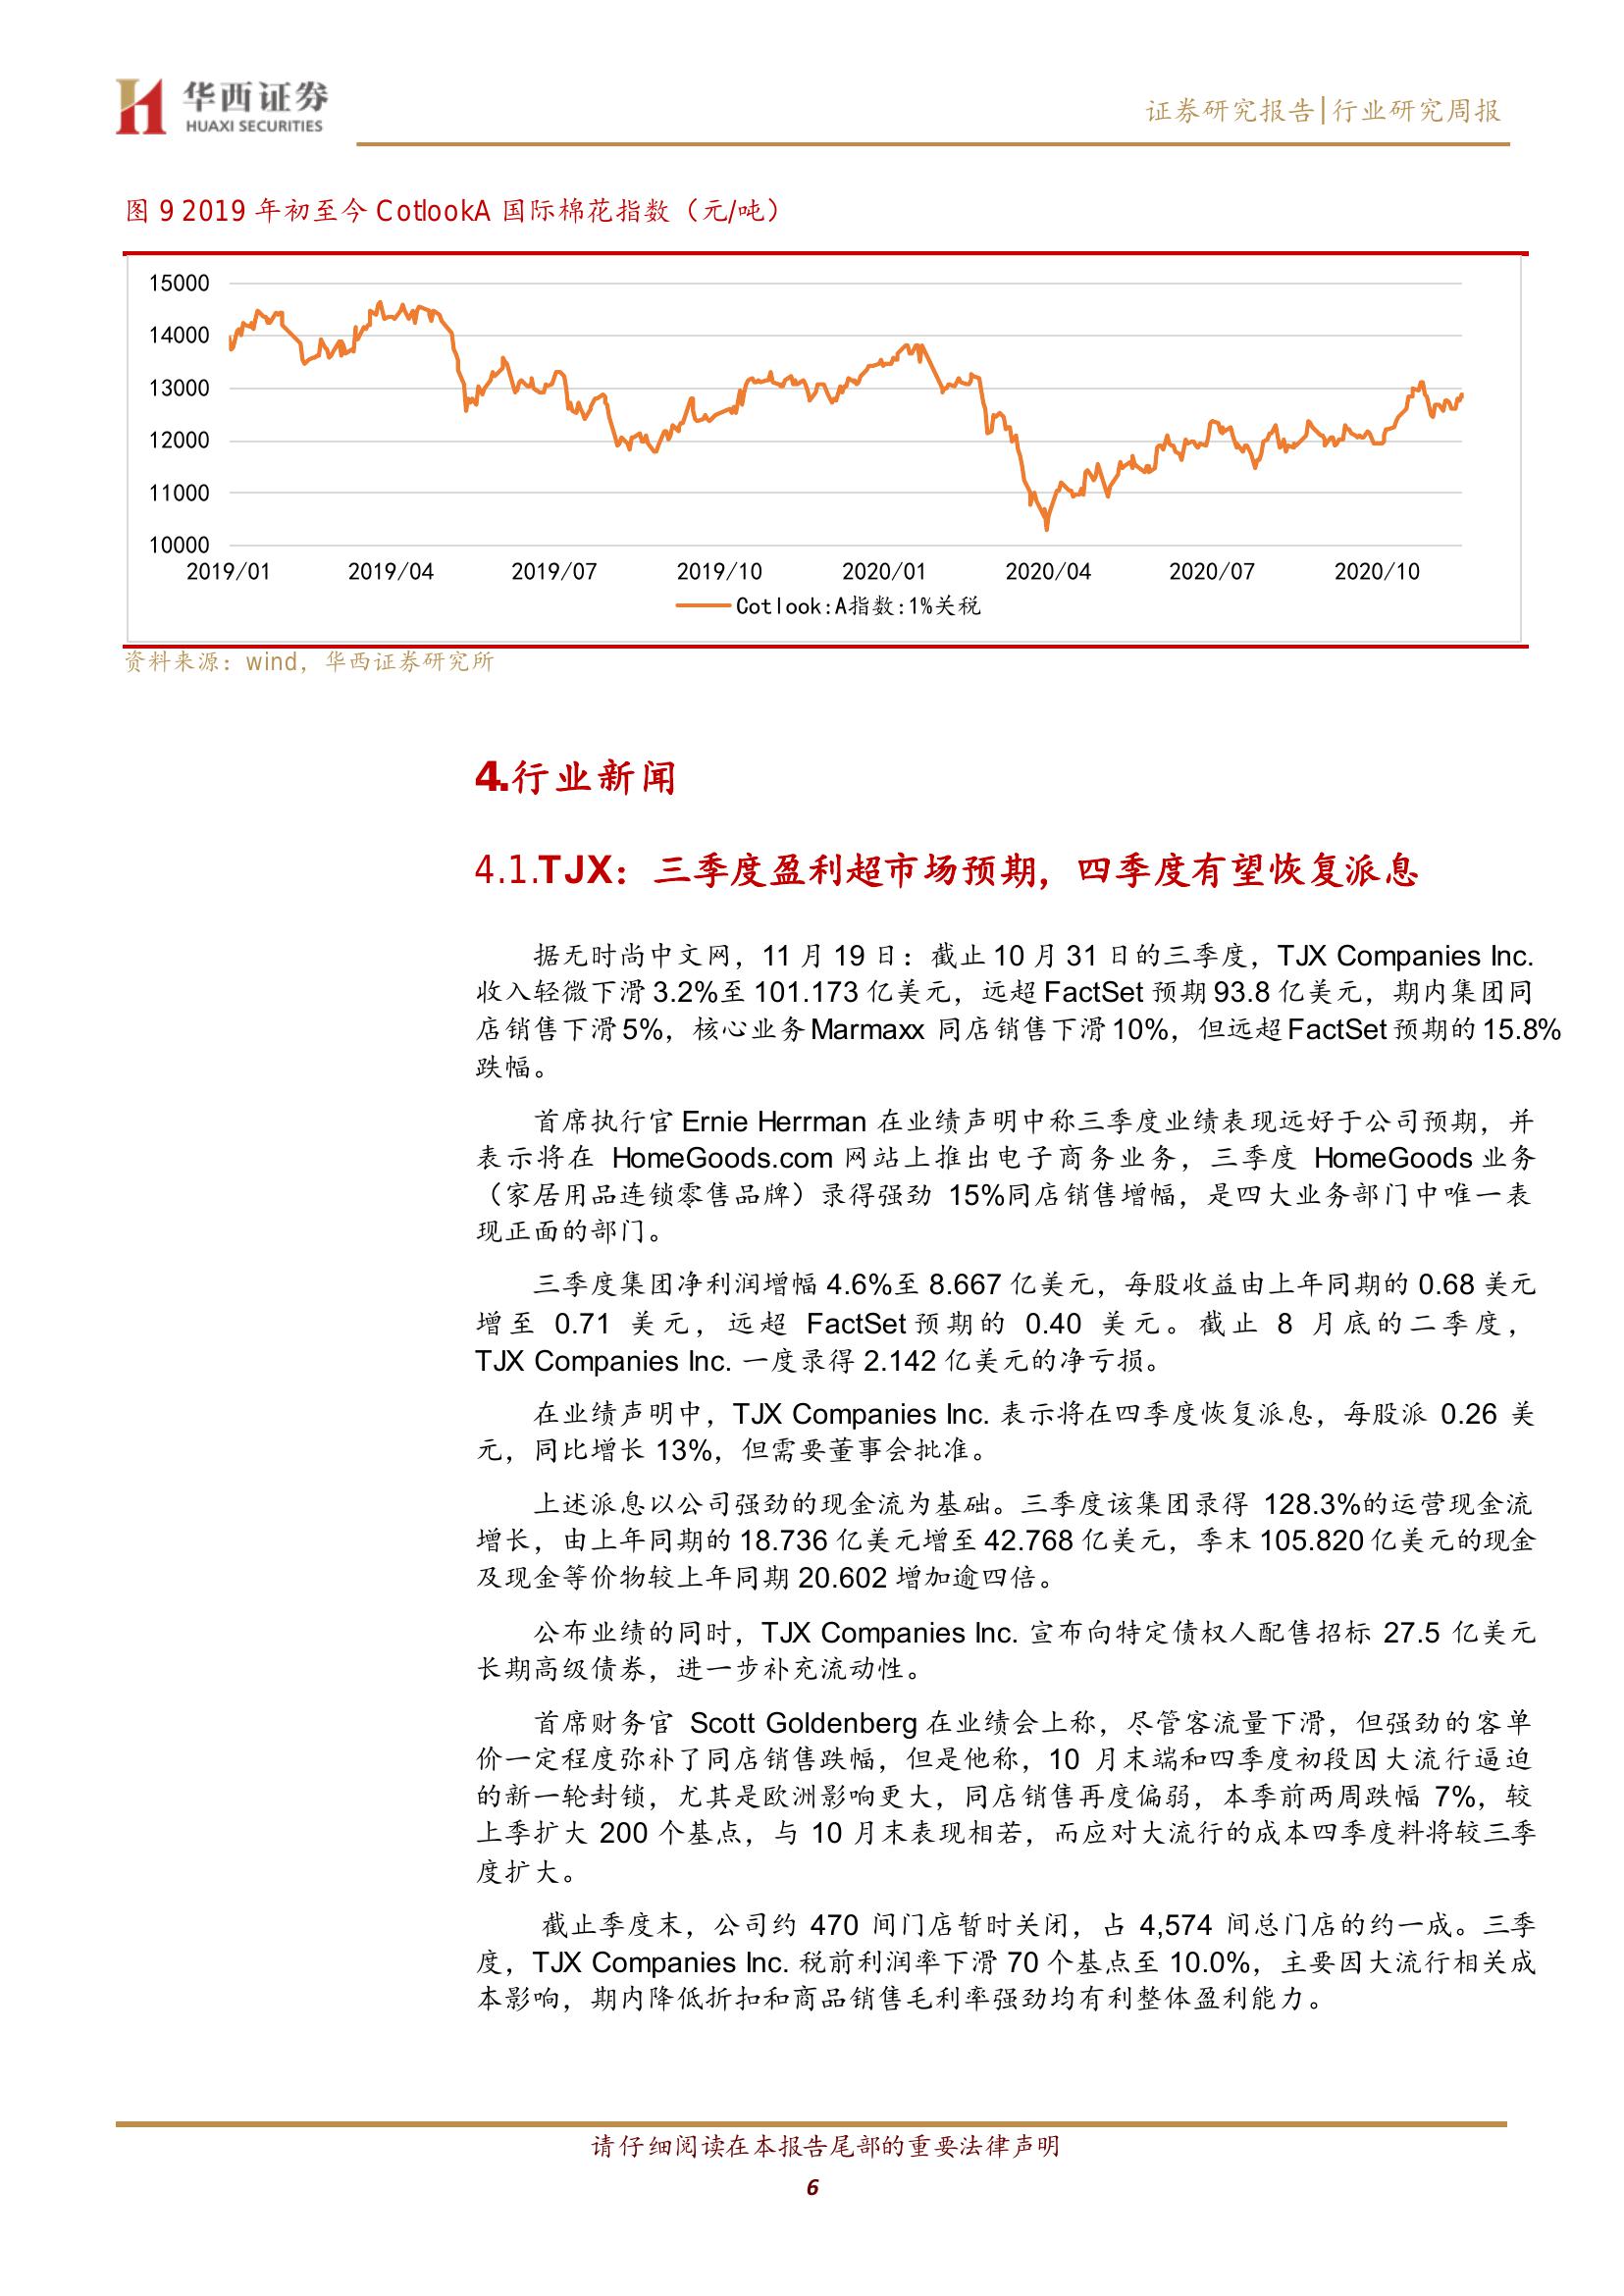 华西证券
HUAXI SECURITIES
证券研究报告|行业研究周报
图 9 2019 年初至今 CotlookA 国际棉花指数（元/吨）
15000
14000
13000
12000
11000
10000
2019/01 2019/04 2019/07 2019/10 2020/01 2020/04 2020/07 2020/10
Cotlook:A指数:1%关税
资料来源：wind，华西证券研究所
4.行业新闻
4.1.TJX：三季度盈利超市场预期，四季度有望恢复派息
据无时尚中文网，11 月 19 日：截止 10 月 31 日的三季度，TJX Companies Inc.
收入轻微下滑 3.2%至 101.173 亿美元，远超 FactSet 预期 93.8 亿美元，期内集团同
店销售下滑 5%，核心业务 Marmaxx 同店销售下滑 10%，但远超 FactSet 预期的 15.8%
跌幅。
首席执行官 Ernie Herrman 在业绩声明中称三季度业绩表现远好于公司预期，并
表示将在 HomeGoods.com 网站上推出电子商务业务，三季度 HomeGoods 业务
（家居用品连锁零售品牌）录得强劲 15%同店销售增幅，是四大业务部门中唯一表
现正面的部门。
三季度集团净利润增幅 4.6%至 8.667 亿美元，每股收益由上年同期的 0.68 美元
增至 0.71 美元，远超 FactSet 预期的 0.40 美元。截止 8 月底的二季度，
TJX Companies Inc. 一度录得 2.142 亿美元的净亏损。
在业绩声明中，TJX Companies Inc. 表示将在四季度恢复派息，每股派 0.26 美
元，同比增长 13%，但需要董事会批准。
上述派息以公司强劲的现金流为基础。三季度该集团录得 128.3%的运营现金流
增长，由上年同期的 18.736 亿美元增至 42.768 亿美元，季末 105.820 亿美元的现金
及现金等价物较上年同期 20.602 增加逾四倍。
公布业绩的同时，TJX Companies Inc. 宣布向特定债权人配售招标 27.5 亿美元
长期高级债券，进一步补充流动性。
首席财务官 Scott Goldenberg 在业绩会上称，尽管客流量下滑，但强劲的客单
价一定程度弥补了同店销售跌幅，但是他称，10 月末端和四季度初段因大流行逼迫
的新一轮封锁，尤其是欧洲影响更大，同店销售再度偏弱，本季前两周跌幅 7%，较
上季扩大 200 个基点，与 10 月末表现相若，而应对大流行的成本四季度料将较三季
度扩大。
截止季度末，公司约 470 间门店暂时关闭，占 4,574 间总门店的约一成。三季
度，TJX Companies Inc. 税前利润率下滑 70 个基点至 10.0%，主要因大流行相关成
本影响，期内降低折扣和商品销售毛利率强劲均有利整体盈利能力。
请仔细阅读在本报告尾部的重要法律声明
6